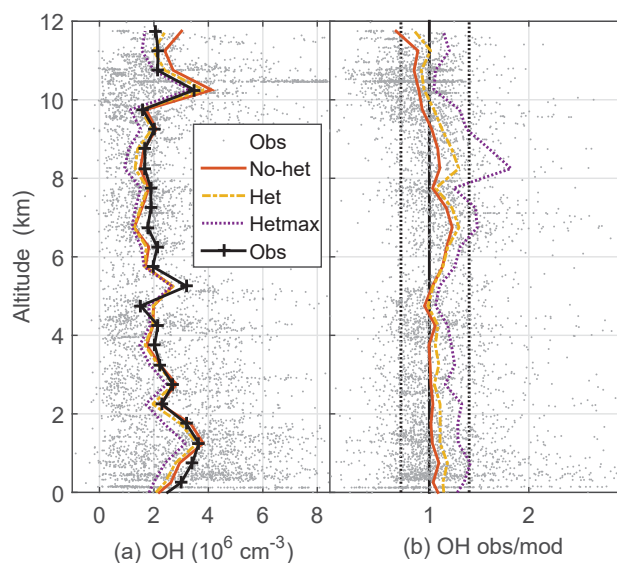 12
10
8
6
4
2
0
Altitude (km)
Obs
No-het
Het
Hetmax
Obs
0 2 4 6 8
1 2
(a) OH (10⁶ cm⁻³)
(b) OH obs/mod